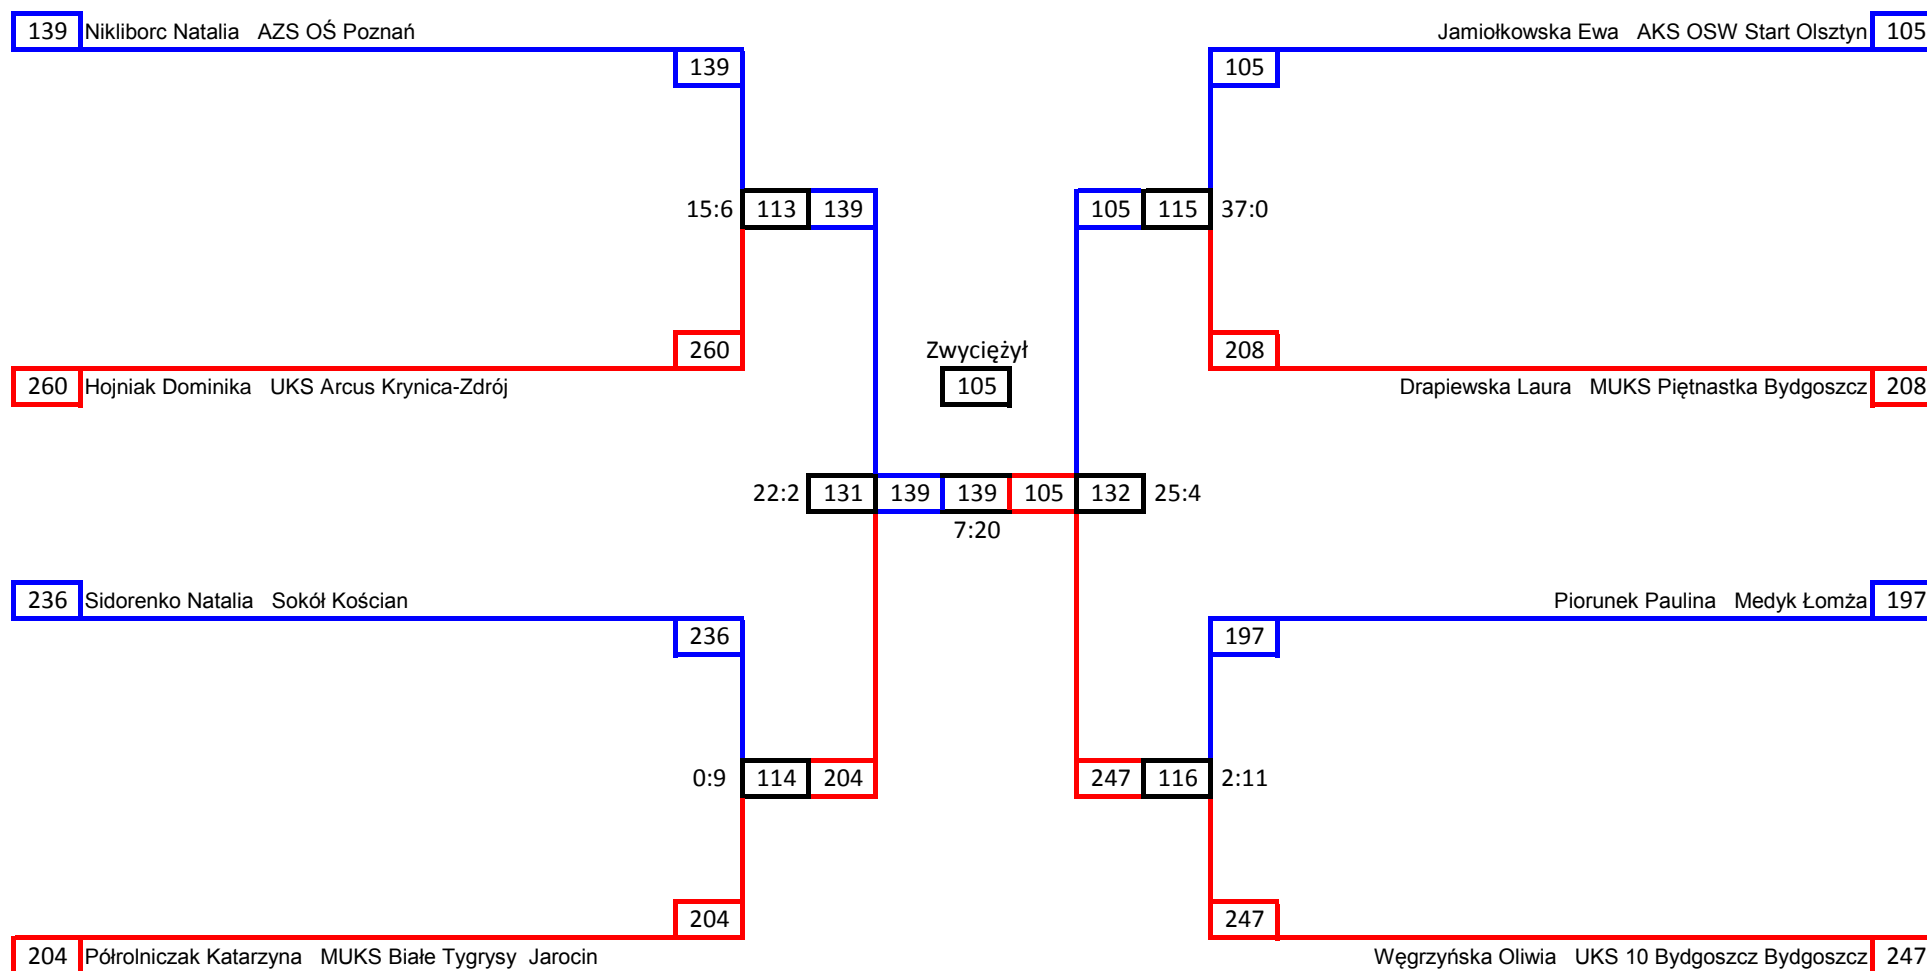 139 Nikliborc Natalia AZS OŚ Poznań
Jamiołkowska Ewa AKS OSW Start Olsztyn 105
139
105
15:6 113 139
105 115 37:0
260
Zwyciężył
208
260 Hojniak Dominika UKS Arcus Krynica-Zdrój
105
Drapiewska Laura MUKS Piętnastka Bydgoszcz 208
22:2 131 139 139 105 132 25:4
7:20
236 Sidorenko Natalia Sokół Kościan
Piorunek Paulina Medyk Łomża 197
236
197
0:9 114 204
247 116 2:11
204
247
204 Półrolniczak Katarzyna MUKS Białe Tygrysy Jarocin
Węgrzyńska Oliwia UKS 10 Bydgoszcz Bydgoszcz 247